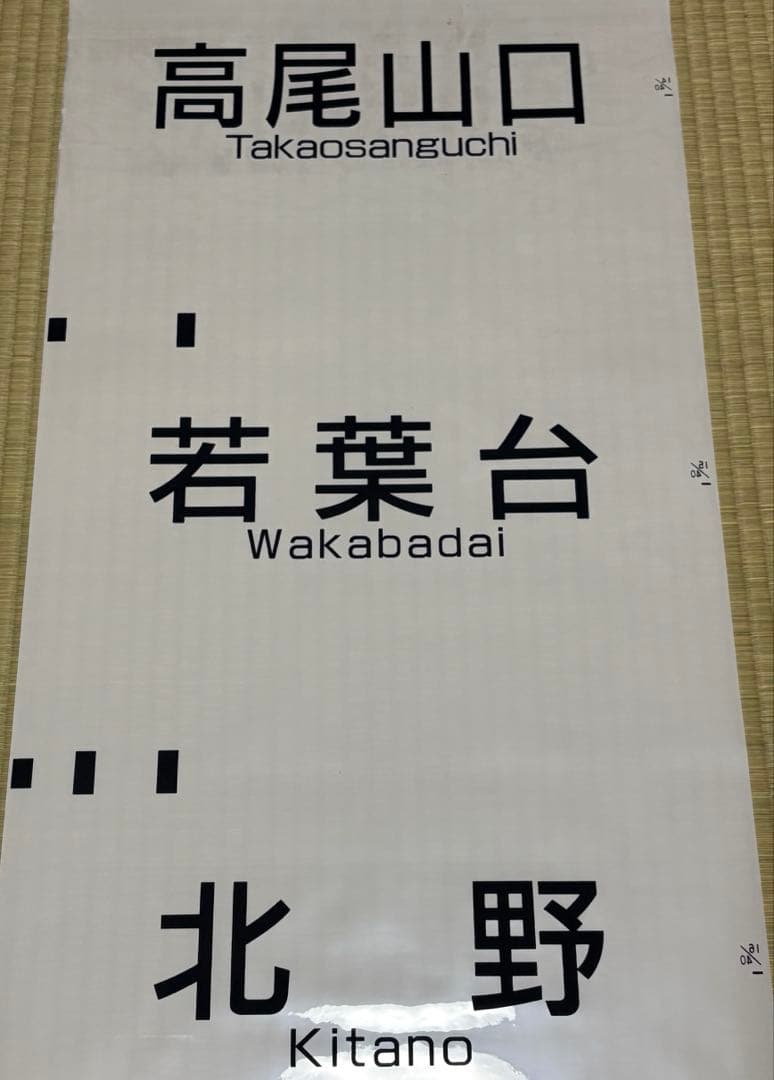 高尾山口
Takaosanguchi
若葉台
Wakabadai
北野
Kitano